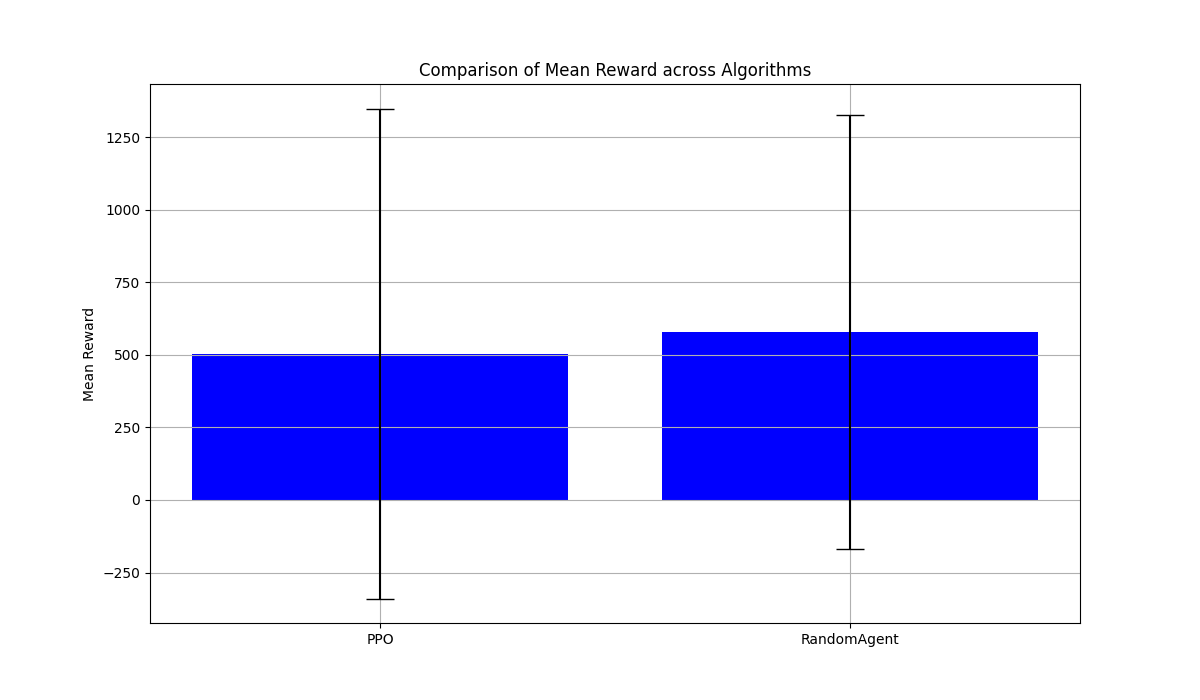 Comparison of Mean Reward across Algorithms
Mean Reward
1250
1000
750
500
250
0
−250
PPO
RandomAgent